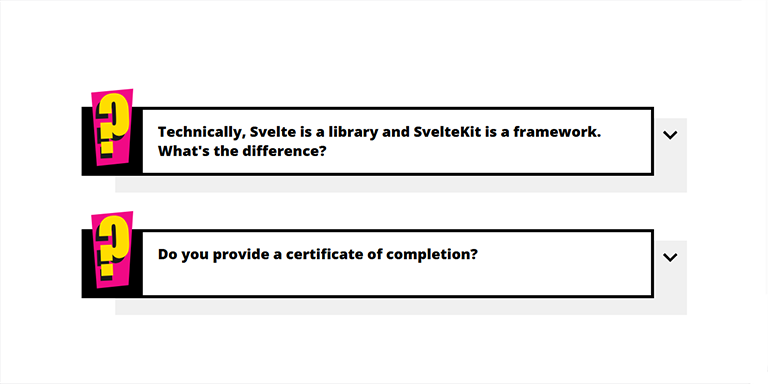 ?
Technically, Svelte is a library and SvelteKit is a framework.
What's the difference?
?
Do you provide a certificate of completion?